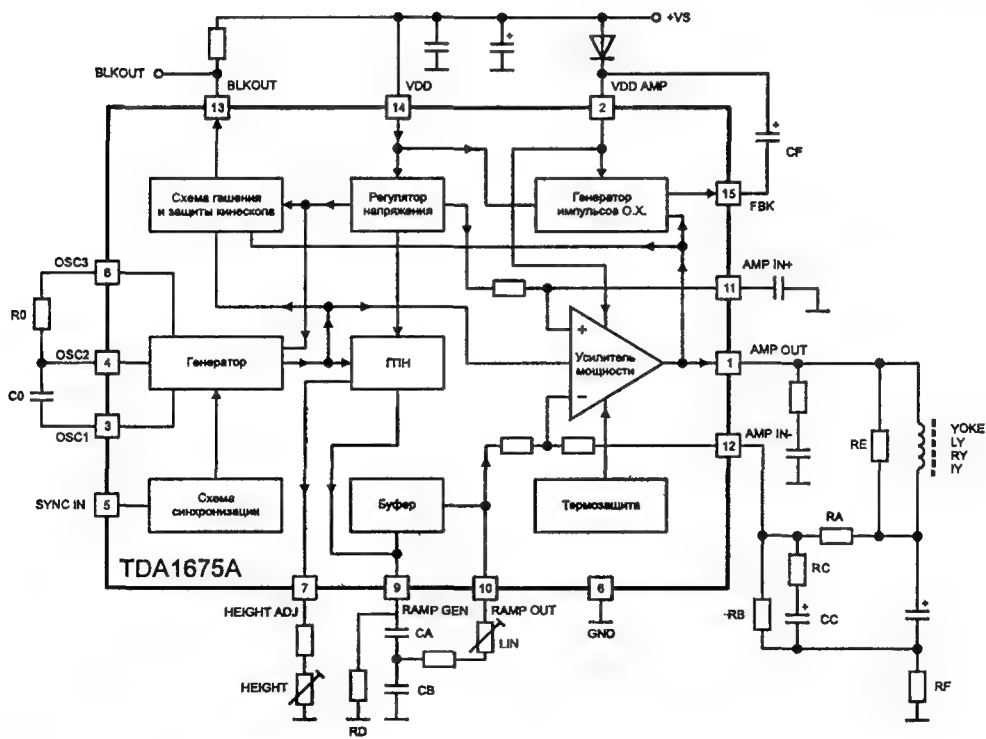 +VS
BLKOUT
BLKOUT
VDD
VDD AMP
13
14
2
CF
Схема гашения
и защиты кинескопа
Регулятор
напряжения
Генератор
импульсов О.Х.
15
FBK
OSC3
6
AMP IN+
11
R0
OSC2
4
Генератор
ГПН
+
Усилитель
мощности
−
AMP OUT
1
C0
OSC1
3
AMP IN-
12
RE
YOKE
LY
RY
IY
SYNC IN
5
Схема
синхронизации
Буфер
Термозащита
RA
TDA1675A
RC
7
9
10
6
HEIGHT ADJ
RAMP GEN
RAMP OUT
GND
-RB
CC
CA
LIN
HEIGHT
CB
RD
RF